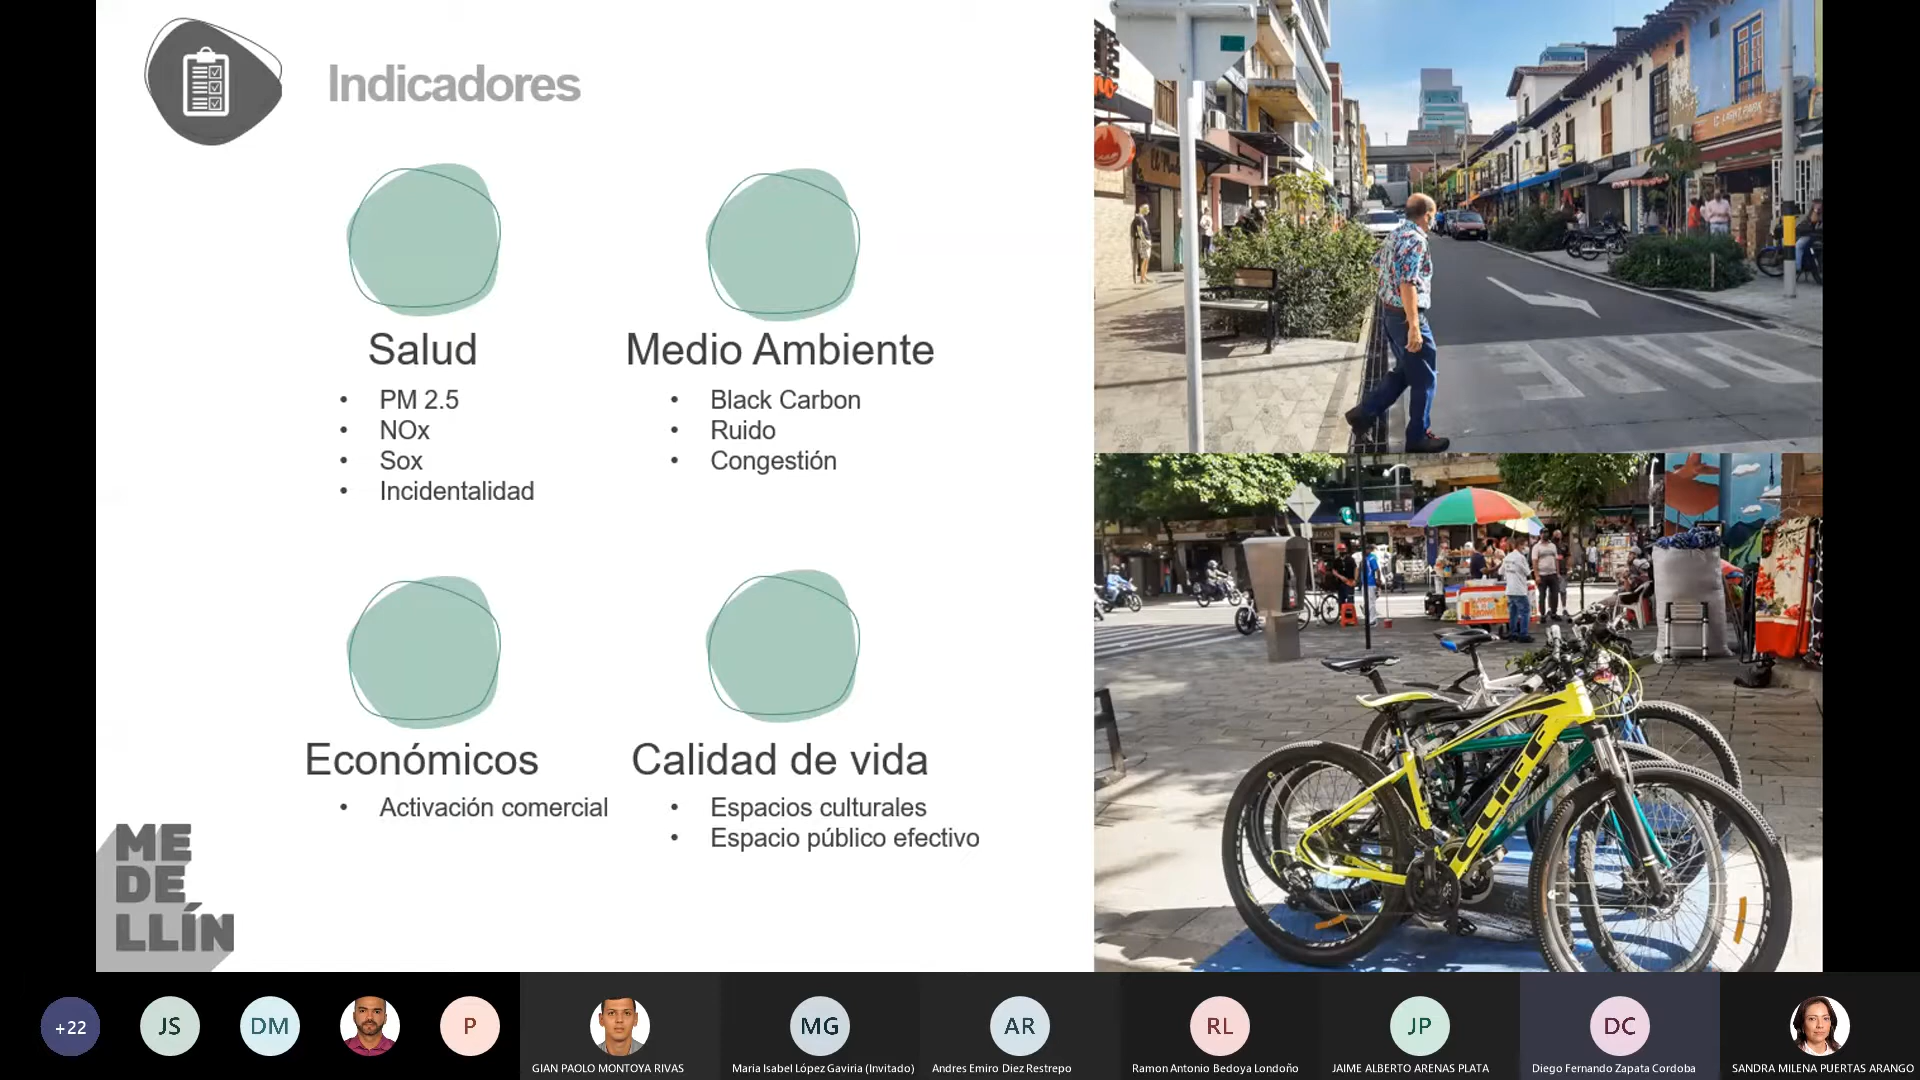 Indicadores
Salud
• PM 2.5
• NOx
• Sox
• Incidentalidad
Medio Ambiente
• Black Carbon
• Ruido
• Congestión
Económicos
• Activación comercial
Calidad de vida
• Espacios culturales
• Espacio público efectivo
ME
DE
LLÍN
CLIFF
+22
JS
DM
P
GIAN PAOLO MONTOYA RIVAS
MG
Maria Isabel López Gaviria (Invitado)
AR
Andres Emiro Diez Restrepo
RL
Ramon Antonio Bedoya Londoño
JP
JAIME ALBERTO ARENAS PLATA
DC
Diego Fernando Zapata Cordoba
SANDRA MILENA PUERTAS ARANGO